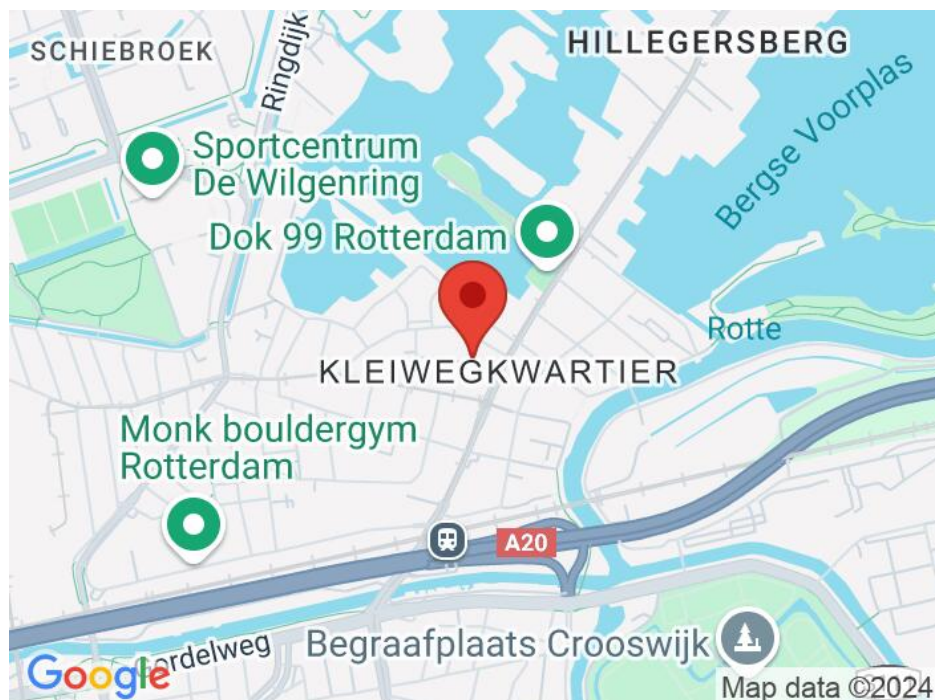 SCHIEBROEK
HILLEGERSBERG
Ringdijk
Bergse Voorplas
Sportcentrum
De Wilgenring
Dok 99 Rotterdam
Rotte
KLEIWEGKWARTIER
Monk bouldergym
Rotterdam
A20
Begraafplaats Crooswijk
Google
Map data ©2024